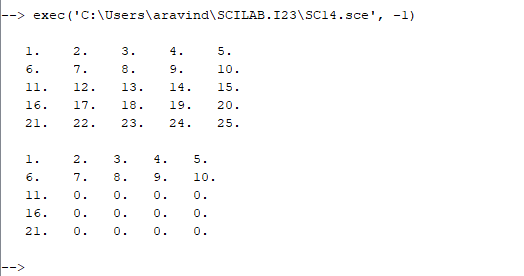 --> exec('C:\Users\aravind\SCILAB.I23\SC14.sce', -1)
1. 2. 3. 4. 5.
6. 7. 8. 9. 10.
11. 12. 13. 14. 15.
16. 17. 18. 19. 20.
21. 22. 23. 24. 25.
1. 2. 3. 4. 5.
6. 7. 8. 9. 10.
11. 0. 0. 0. 0.
16. 0. 0. 0. 0.
21. 0. 0. 0. 0.
-->